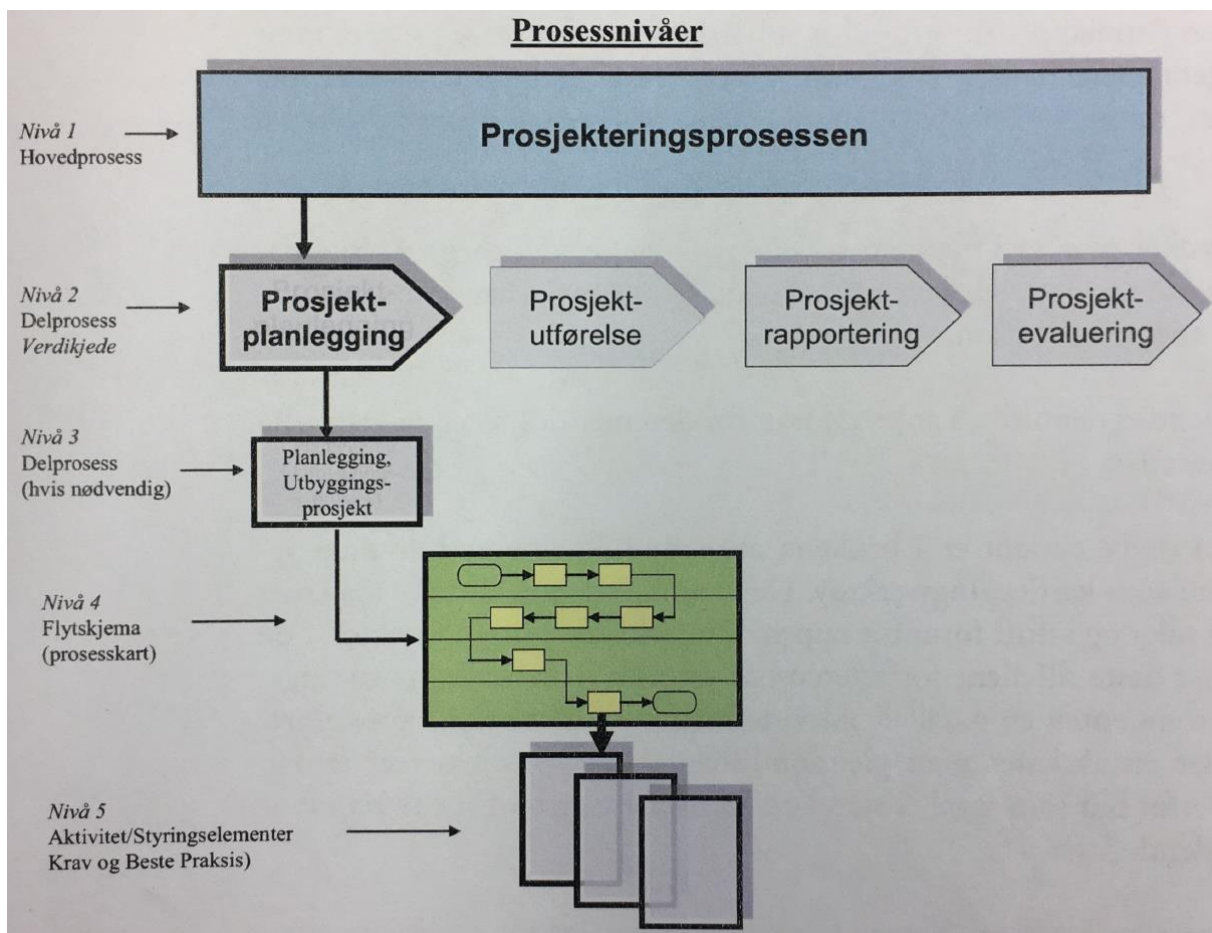 Prosessnivåer
Nivå 1
Hovedprosess
Prosjekteringsprosessen
Nivå 2
Delprosess
Verdikjede
Prosjekt-
planlegging
Prosjekt-
utførelse
Prosjekt-
rapportering
Prosjekt-
evaluering
Nivå 3
Delprosess
(hvis nødvendig)
Planlegging,
Utbyggings-
prosjekt
Nivå 4
Flytskjema
(prosesskart)
Nivå 5
Aktivitet/Styringselementer
Krav og Beste Praksis)